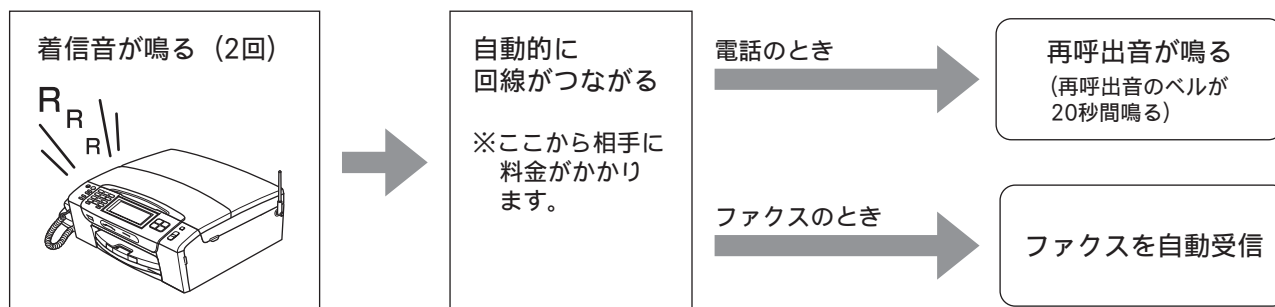 着信音が鳴る（2回）
R
R
R
自動的に
回線がつながる
※ここから相手に
料金がかかり
ます。
電話のとき
再呼出音が鳴る
（再呼出音のベルが
20秒間鳴る）
ファクスのとき
ファクスを自動受信